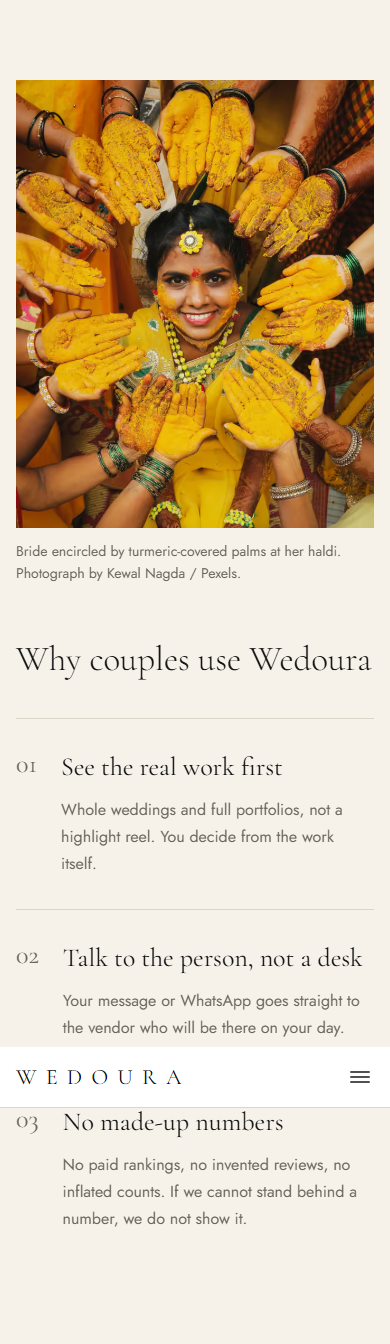 Bride encircled by turmeric-covered palms at her haldi.
Photograph by Kewal Nagda / Pexels.
Why couples use Wedoura
01 See the real work first
Whole weddings and full portfolios, not a
highlight reel. You decide from the work
itself.
02 Talk to the person, not a desk
Your message or WhatsApp goes straight to
the vendor who will be there on your day.
WEDOURA
03 No made-up numbers
No paid rankings, no invented reviews, no
inflated counts. If we cannot stand behind a
number, we do not show it.